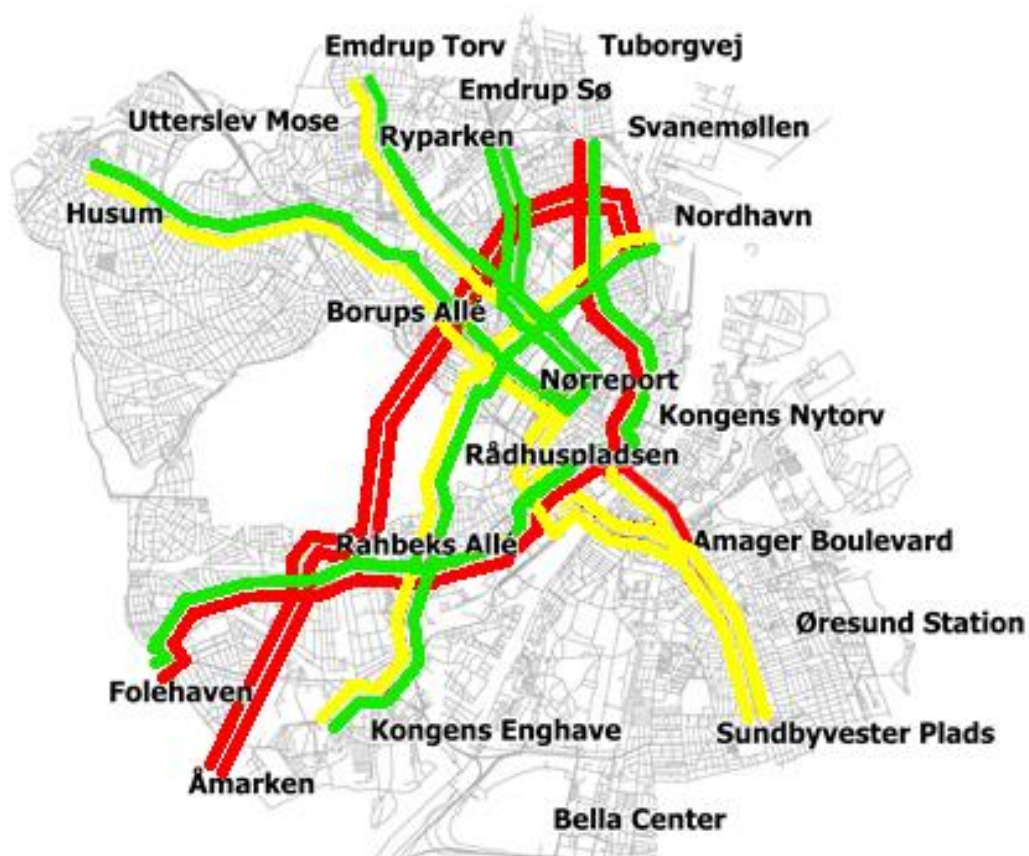 Emdrup Torv
Tuborgvej
Emdrup Sø
Utterslev Mose
Ryparken
Svanemøllen
Husum
Nordhavn
Borups Allé
Nørreport
Kongens Nytorv
Rådhuspladsen
Rahbeks Allé
Amager Boulevard
Øresund Station
Folehaven
Kongens Enghave
Sundbyvester Plads
Åmarken
Bella Center